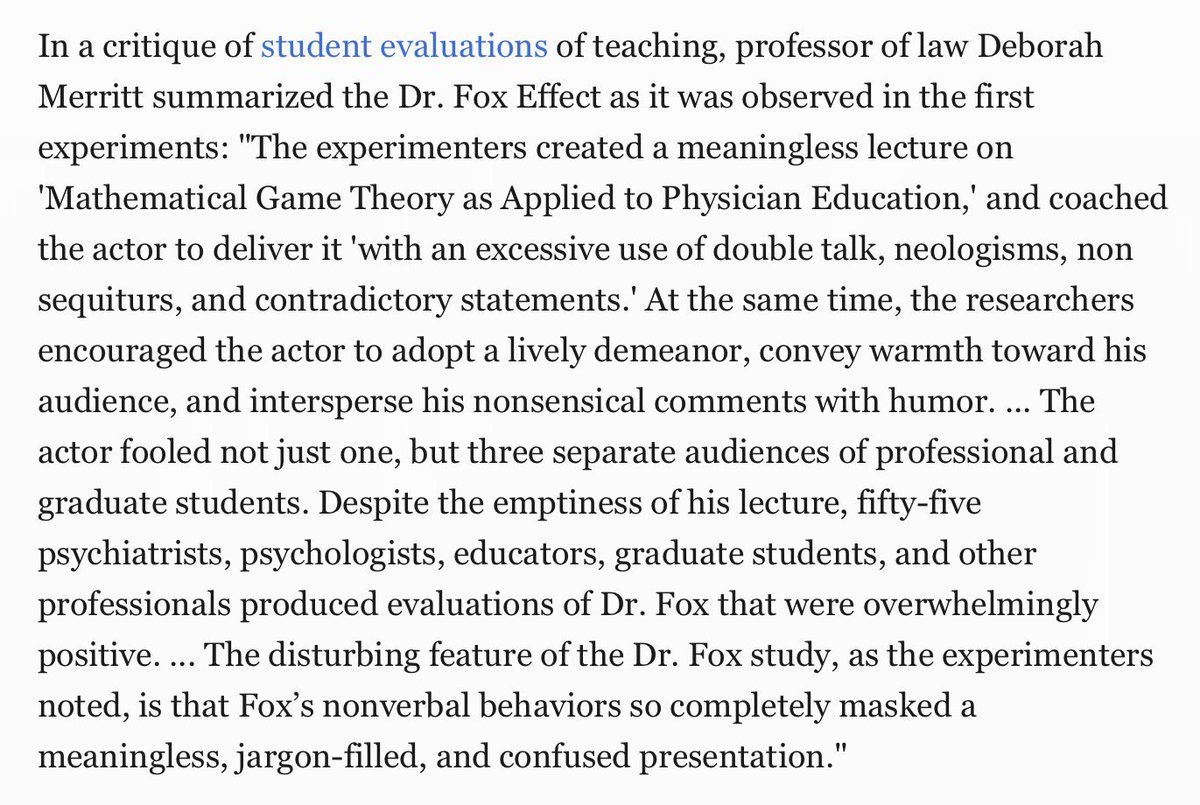 In a critique of student evaluations of teaching, professor of law Deborah
Merritt summarized the Dr. Fox Effect as it was observed in the first
experiments: "The experimenters created a meaningless lecture on
'Mathematical Game Theory as Applied to Physician Education,' and coached
the actor to deliver it 'with an excessive use of double talk, neologisms, non
sequiturs, and contradictory statements.' At the same time, the researchers
encouraged the actor to adopt a lively demeanor, convey warmth toward his
audience, and intersperse his nonsensical comments with humor. ... The
actor fooled not just one, but three separate audiences of professional and
graduate students. Despite the emptiness of his lecture, fifty-five
psychiatrists, psychologists, educators, graduate students, and other
professionals produced evaluations of Dr. Fox that were overwhelmingly
positive. ... The disturbing feature of the Dr. Fox study, as the experimenters
noted, is that Fox’s nonverbal behaviors so completely masked a
meaningless, jargon-filled, and confused presentation."